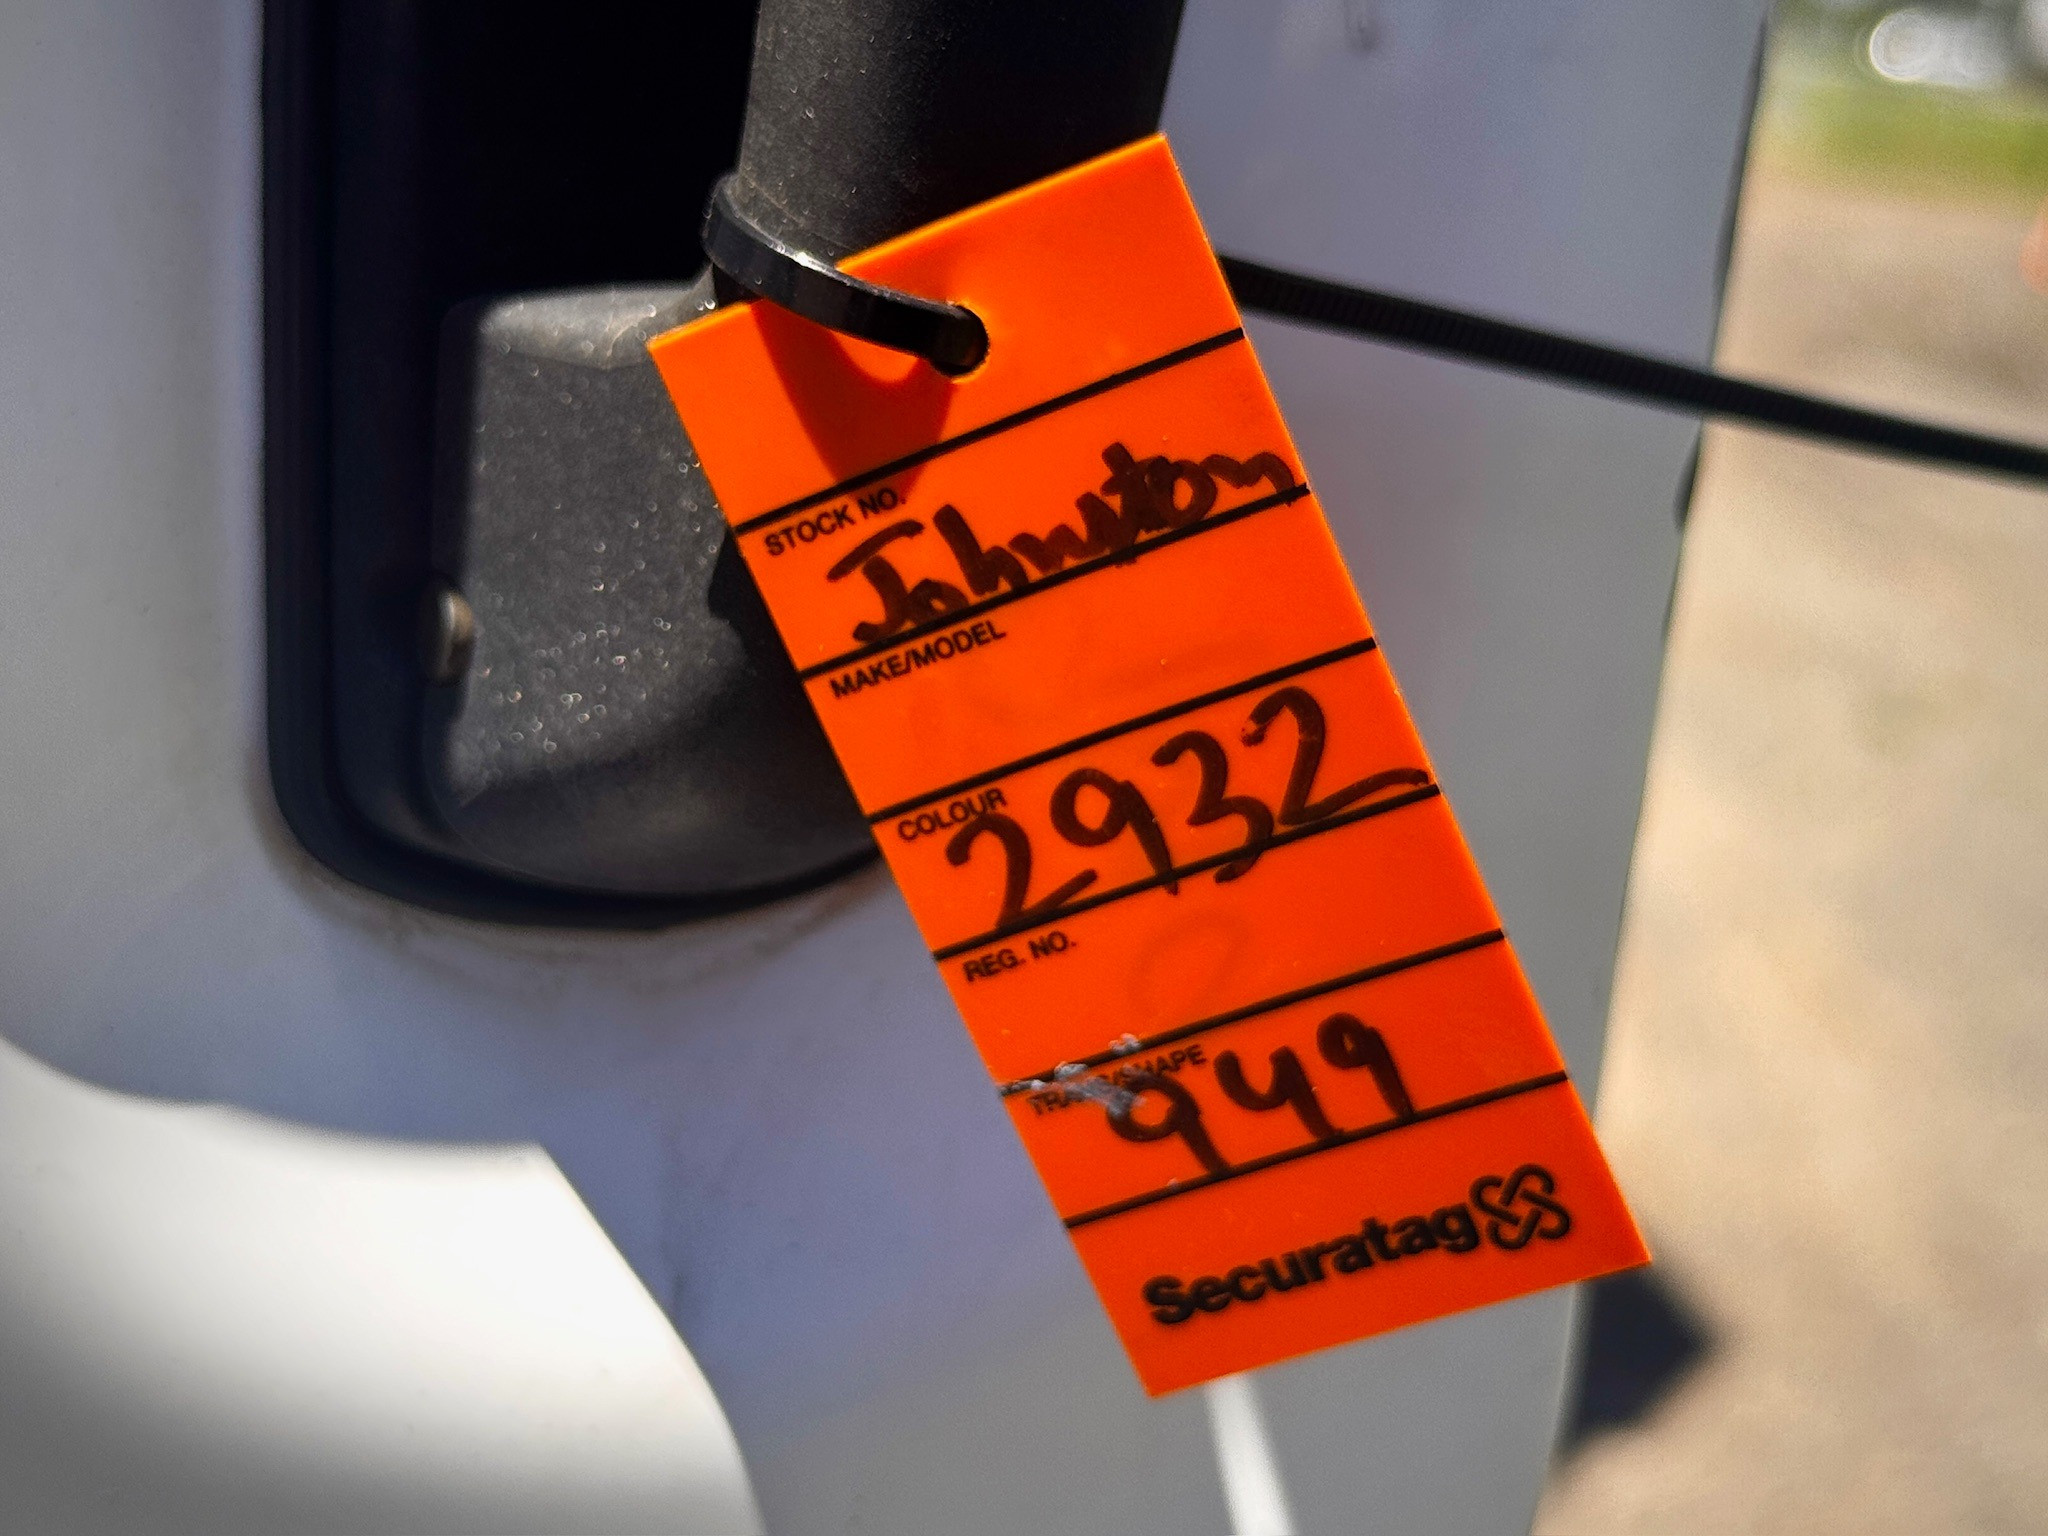 STOCK NO.
Johnston
MAKE/MODEL
COLOUR
2932
REG. NO.
949
Securatag